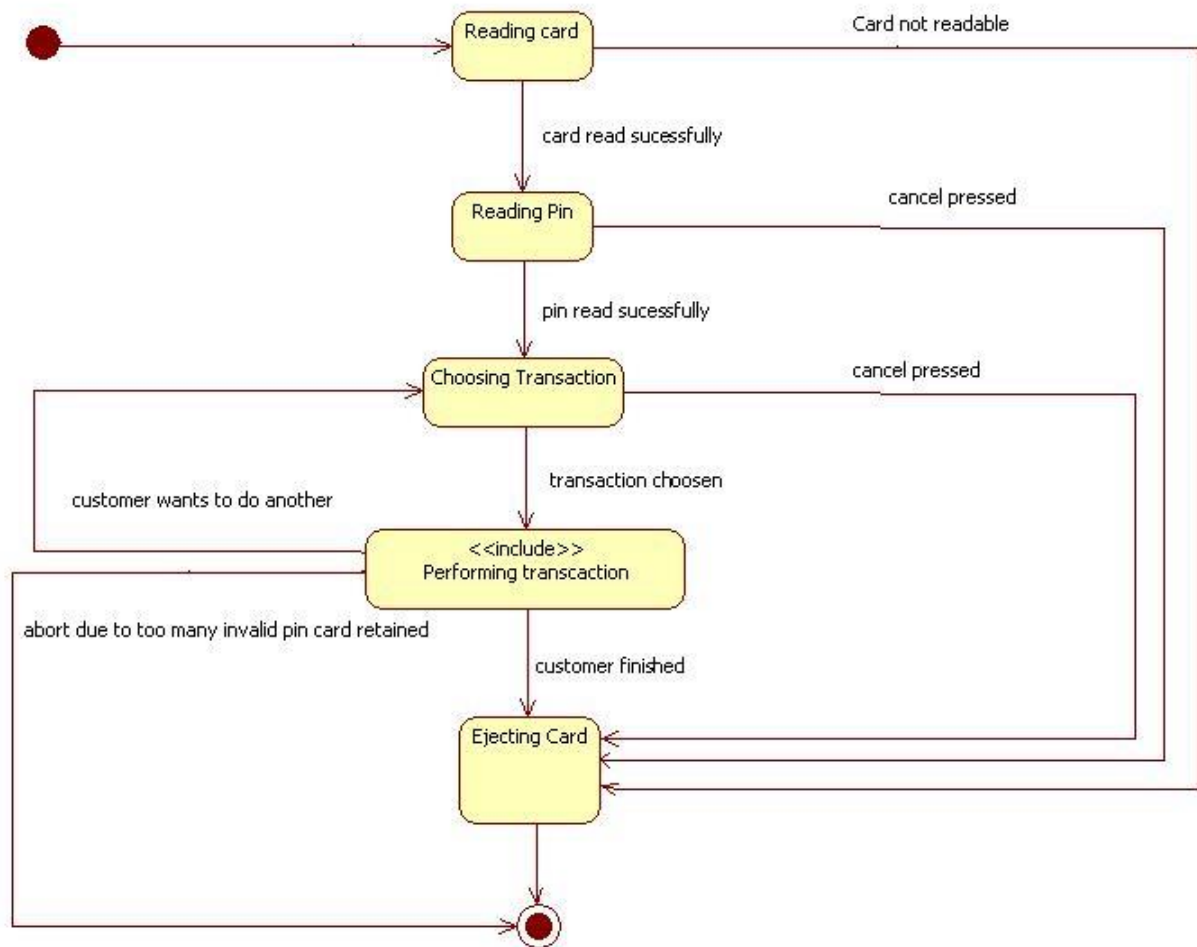 Reading card
Card not readable
card read sucessfully
Reading Pin
cancel pressed
pin read sucessfully
Choosing Transaction
cancel pressed
transaction choosen
customer wants to do another
<<include>>
Performing transcaction
abort due to too many invalid pin card retained
customer finished
Ejecting Card